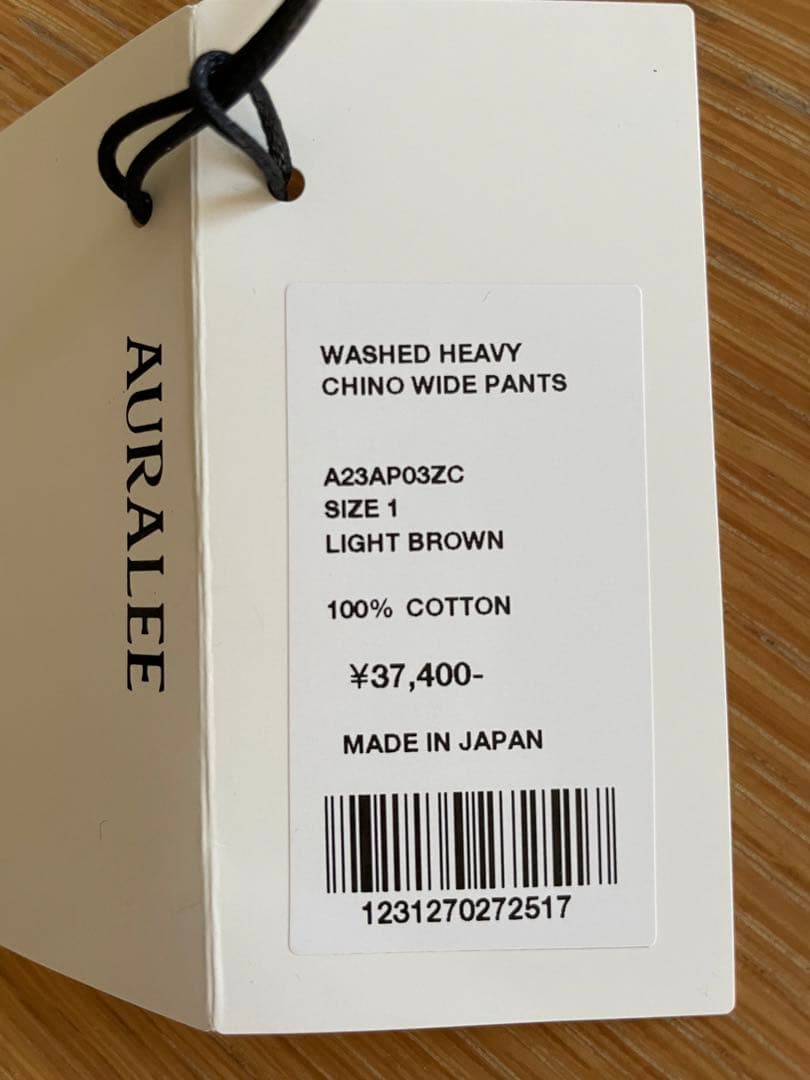 AURALEE
WASHED HEAVY
CHINO WIDE PANTS
A23AP03ZC
SIZE 1
LIGHT BROWN
100% COTTON
¥37,400-
MADE IN JAPAN
1231270272517